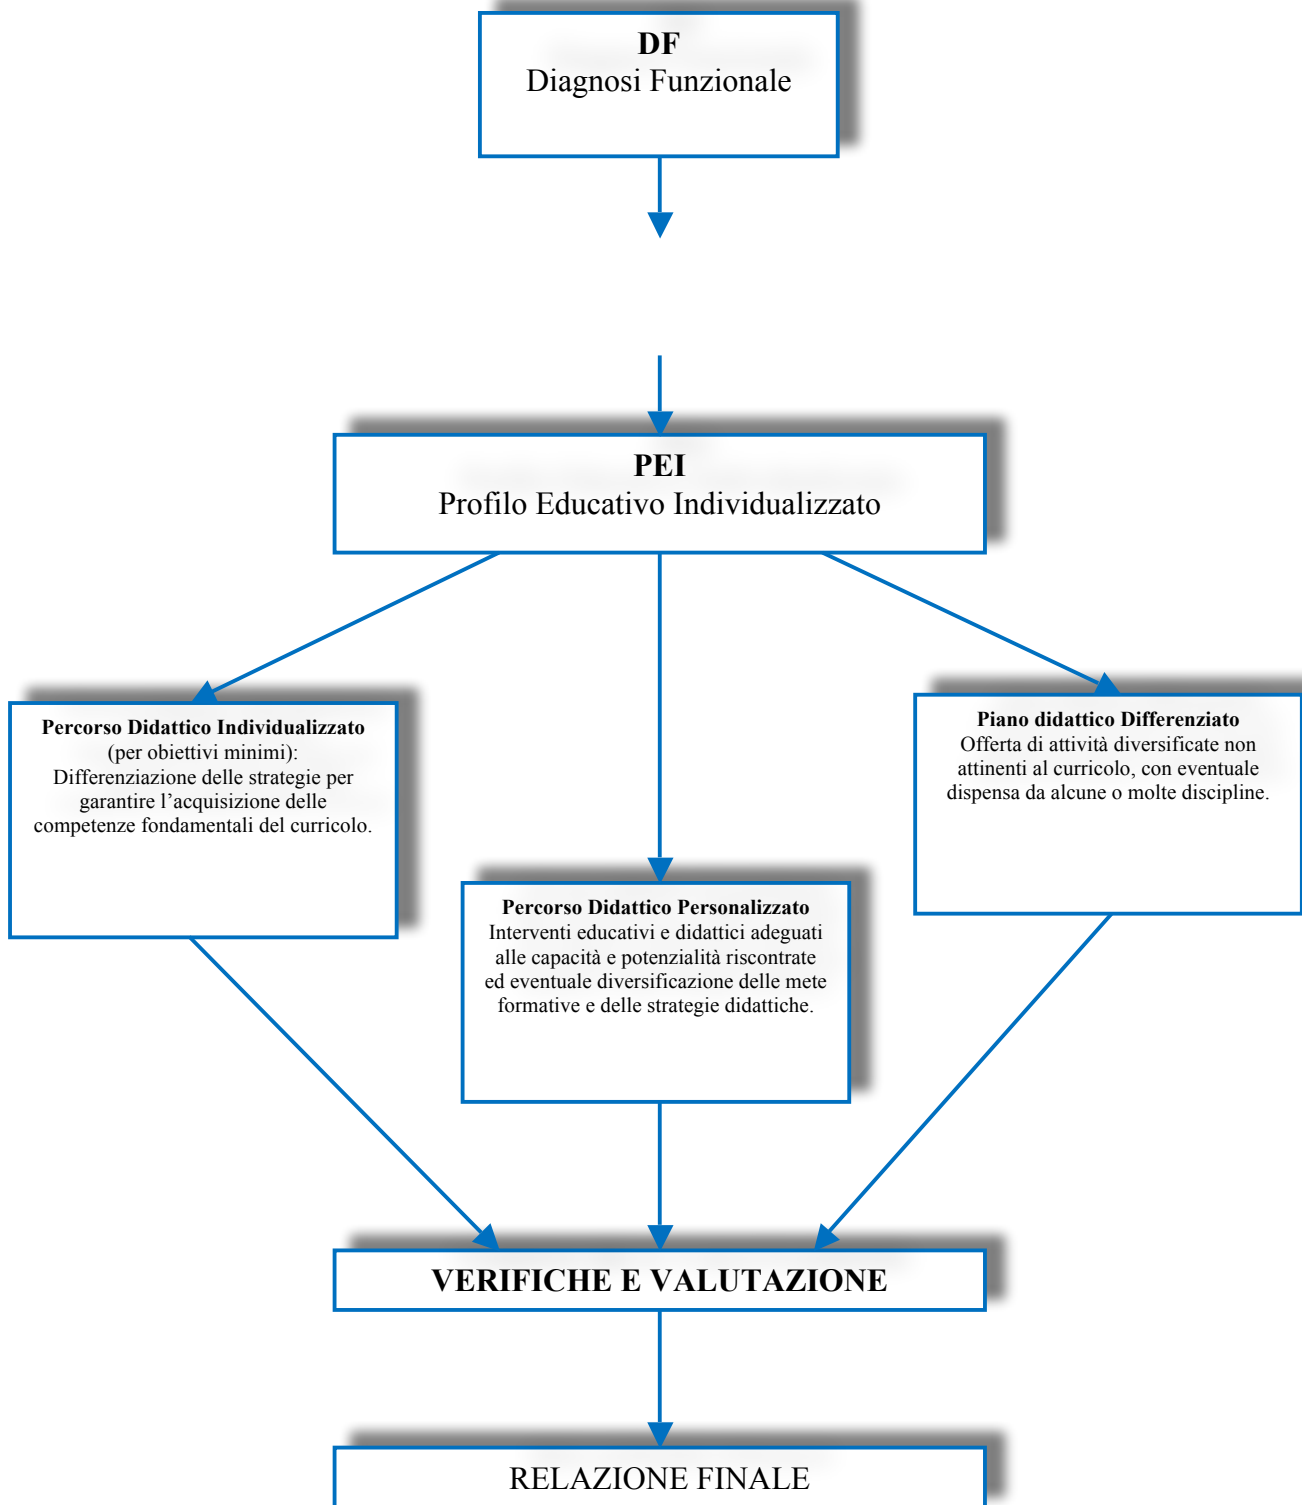 DF
Diagnosi Funzionale
PEI
Profilo Educativo Individualizzato
Percorso Didattico Individualizzato
(per obiettivi minimi):
Differenziazione delle strategie per
garantire l’acquisizione delle
competenze fondamentali del curricolo.
Piano didattico Differenziato
Offerta di attività diversificate non
attinenti al curricolo, con eventuale
dispensa da alcune o molte discipline.
Percorso Didattico Personalizzato
Interventi educativi e didattici adeguati
alle capacità e potenzialità riscontrate
ed eventuale diversificazione delle mete
formative e delle strategie didattiche.
VERIFICHE E VALUTAZIONE
RELAZIONE FINALE